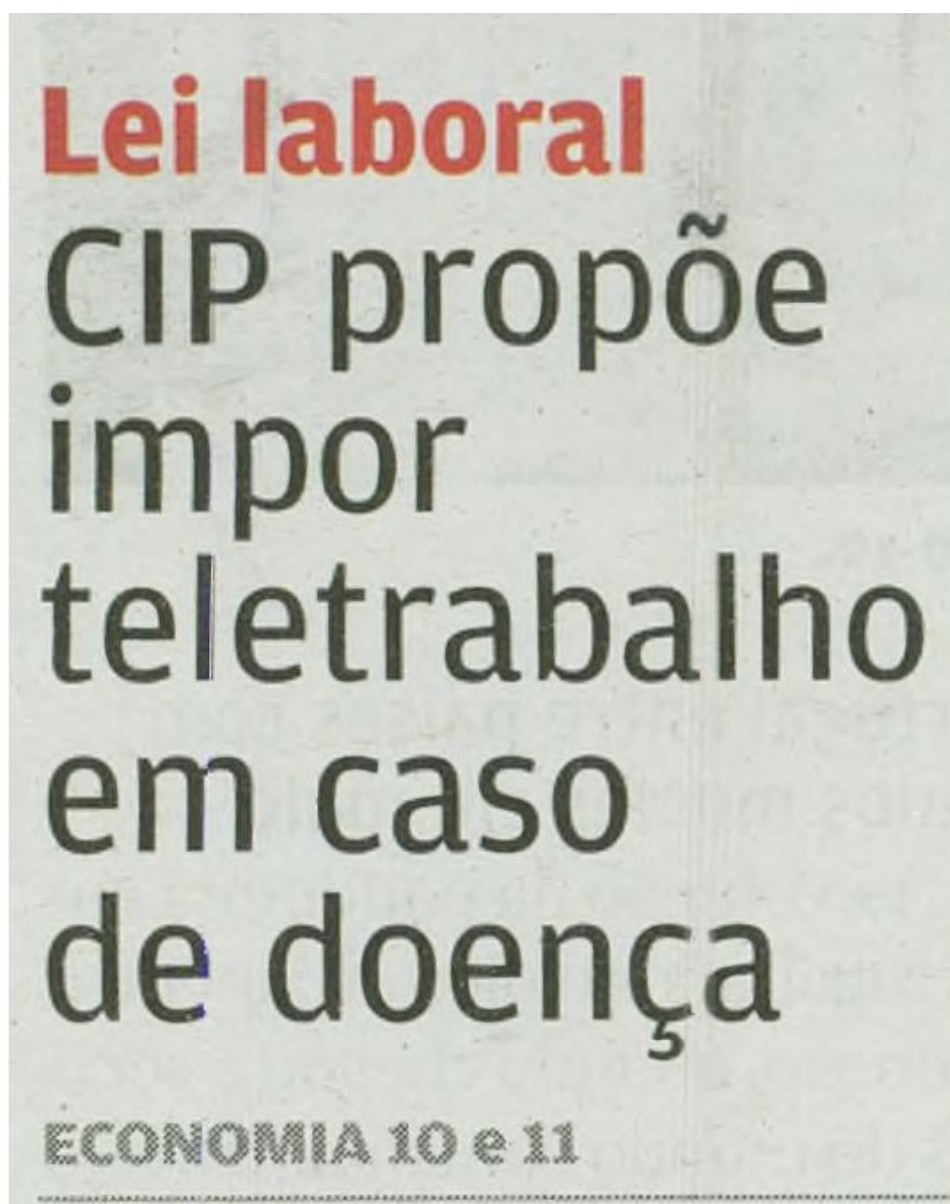 Lei laboral
CIP propõe
impor
teletrabalho
em caso
de doença
ECONOMIA 10 e 11